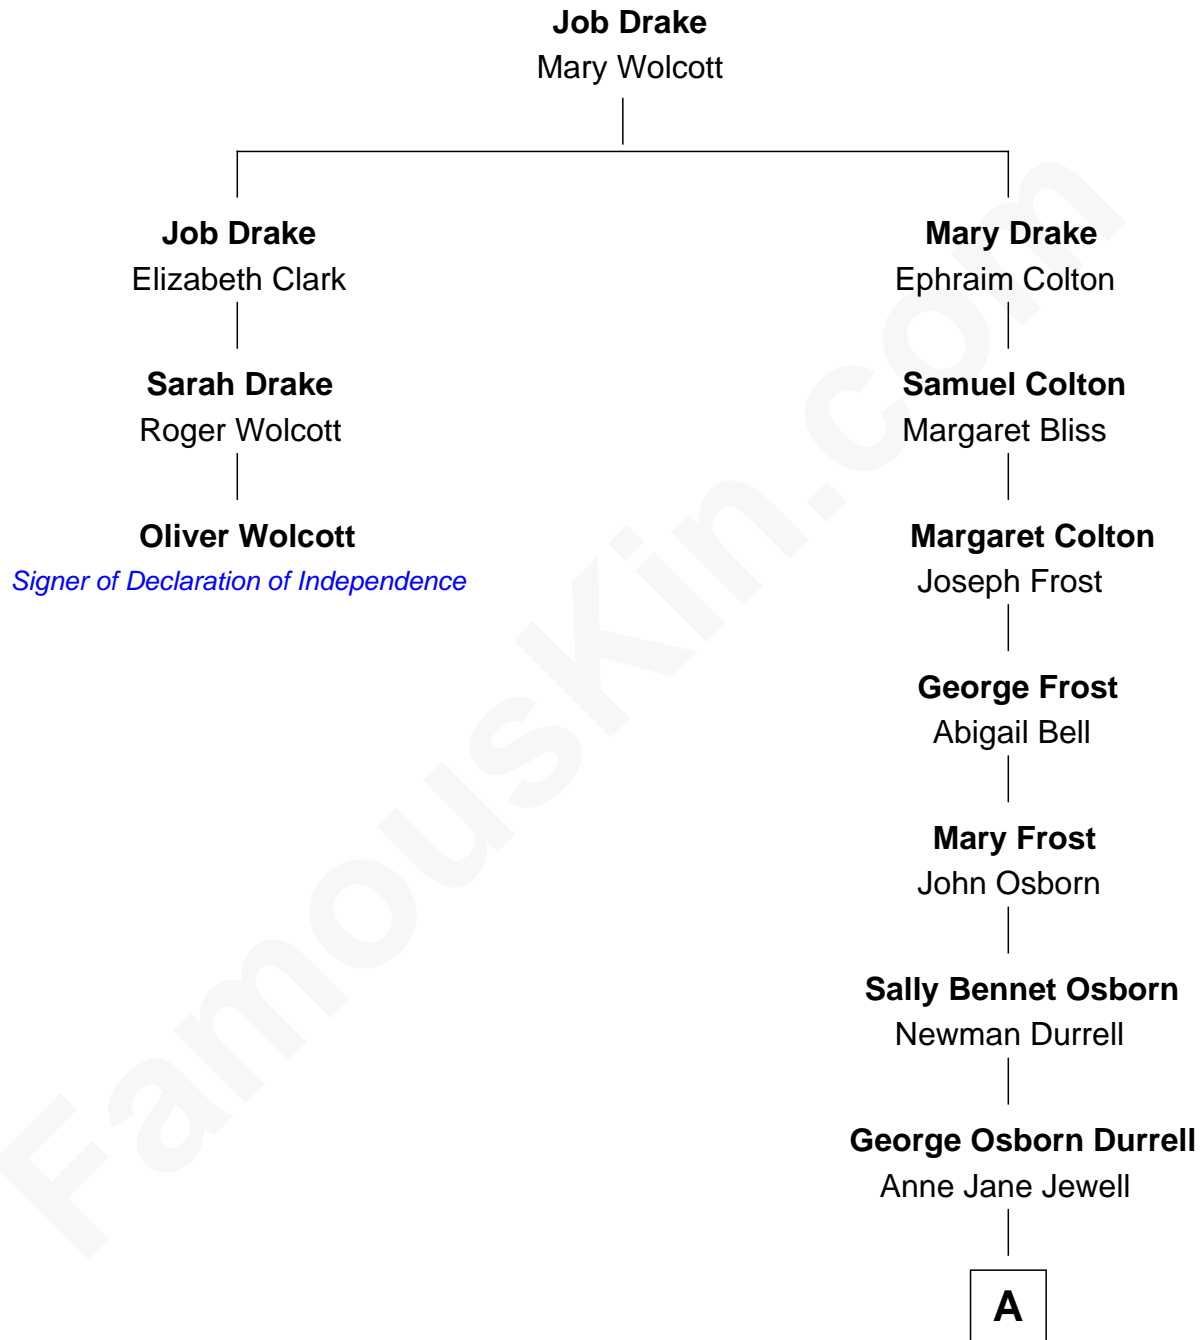 Job Drake
Mary Wolcott
Job Drake
Elizabeth Clark
Mary Drake
Ephraim Colton
Sarah Drake
Roger Wolcott
Samuel Colton
Margaret Bliss
Oliver Wolcott
Signer of Declaration of Independence
Margaret Colton
Joseph Frost
George Frost
Abigail Bell
Mary Frost
John Osborn
Sally Bennet Osborn
Newman Durrell
George Osborn Durrell
Anne Jane Jewell
A
FamousKin.com